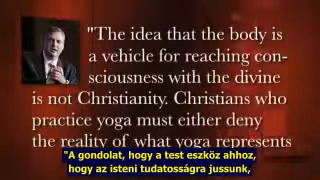 "The idea that the body is
a vehicle for reaching con-
sciousness with the divine
is not Christianity. Christians who
practice yoga must either deny
the reality of what yoga represents
"A gondolat, hogy a test eszköz ahhoz,
hogy az isteni tudatosságra jussunk,